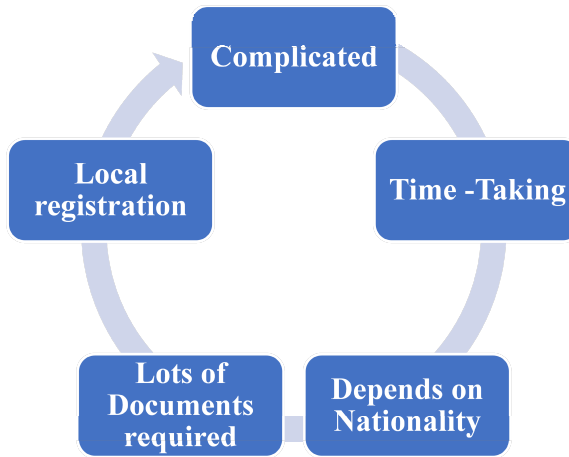 Complicated
Time -Taking
Depends on
Nationality
Lots of
Documents
required
Local
registration